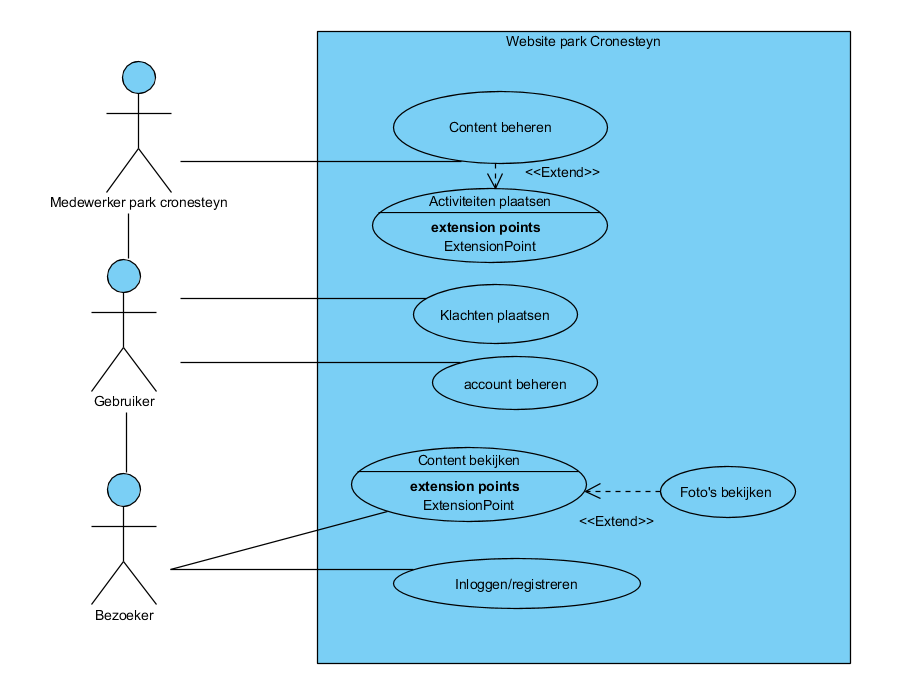 Website park Cronesteyn
Content beheren
<<Extend>>
Medewerker park cronesteyn
Activiteiten plaatsen
extension points
ExtensionPoint
Klachten plaatsen
account beheren
Gebruiker
Content bekijken
extension points
ExtensionPoint
Foto's bekijken
<<Extend>>
Inloggen/registreren
Bezoeker